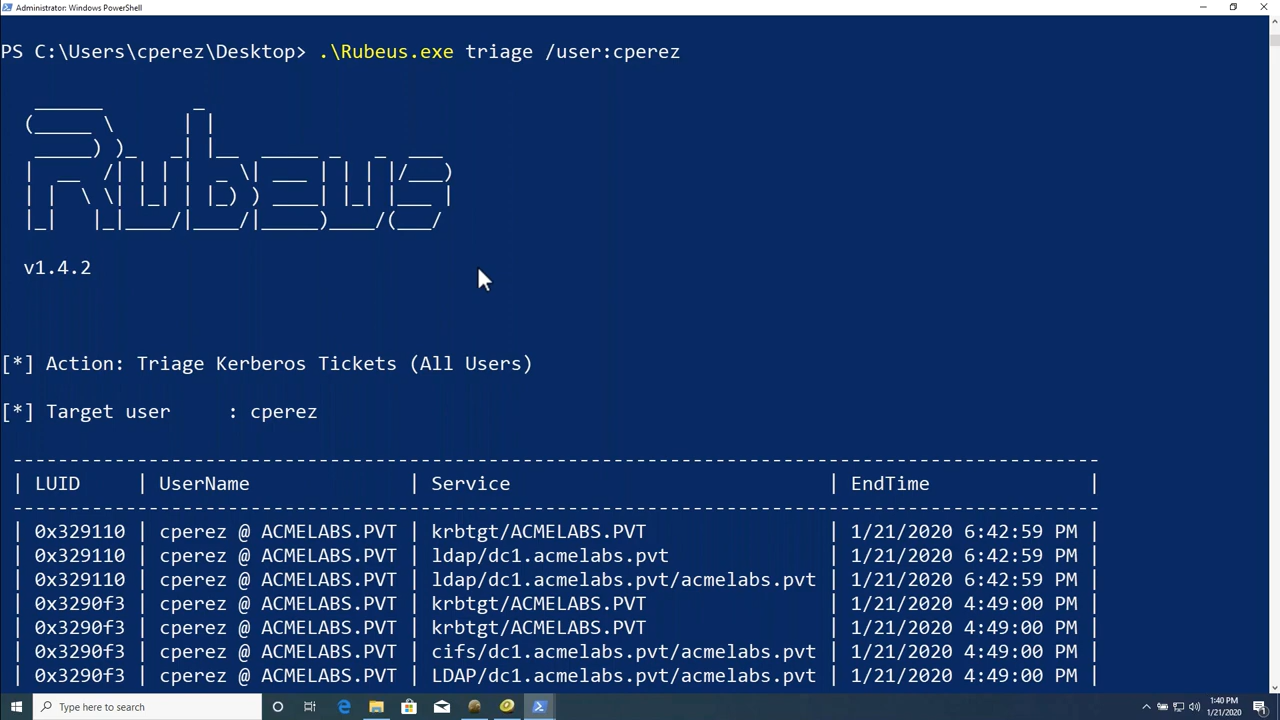 Administrator: Windows PowerShell
PS C:\Users\cperez\Desktop> .\Rubeus.exe triage /user:cperez
Rubeus
v1.4.2
[*] Action: Triage Kerberos Tickets (All Users)
[*] Target user     : cperez
| LUID     | UserName              | Service                               | EndTime              |
| 0x329110 | cperez @ ACMELABS.PVT | krbtgt/ACMELABS.PVT                   | 1/21/2020 6:42:59 PM |
| 0x329110 | cperez @ ACMELABS.PVT | ldap/dc1.acmelabs.pvt                 | 1/21/2020 6:42:59 PM |
| 0x329110 | cperez @ ACMELABS.PVT | ldap/dc1.acmelabs.pvt/acmelabs.pvt    | 1/21/2020 6:42:59 PM |
| 0x3290f3 | cperez @ ACMELABS.PVT | krbtgt/ACMELABS.PVT                   | 1/21/2020 4:49:00 PM |
| 0x3290f3 | cperez @ ACMELABS.PVT | krbtgt/ACMELABS.PVT                   | 1/21/2020 4:49:00 PM |
| 0x3290f3 | cperez @ ACMELABS.PVT | cifs/dc1.acmelabs.pvt/acmelabs.pvt    | 1/21/2020 4:49:00 PM |
| 0x3290f3 | cperez @ ACMELABS.PVT | LDAP/dc1.acmelabs.pvt/acmelabs.pvt    | 1/21/2020 4:49:00 PM |
Type here to search
1:40 PM
1/21/2020